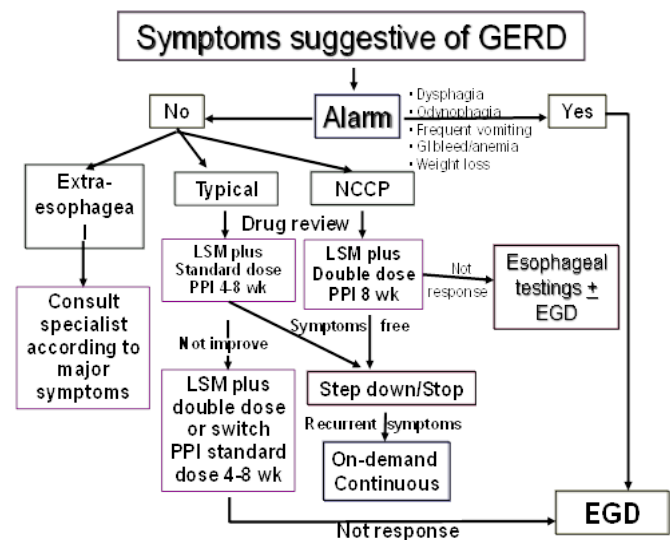 Symptoms suggestive of GERD
Alarm
No
Yes
• Dysphagia
• Odynophagia
• Frequent vomiting
• GI bleed/anemia
• Weight loss
Extra-
esophagea
l
Typical
NCCP
Drug review
LSM plus
Standard dose
PPI 4-8 wk
LSM plus
Double dose
PPI 8 wk
Not
response
Esophageal
testings ±
EGD
Consult
specialist
according to
major
symptoms
Symptoms free
Not improve
LSM plus
double dose
or switch
PPI standard
dose 4-8 wk
Step down/Stop
Recurrent symptoms
On-demand
Continuous
Not response
EGD